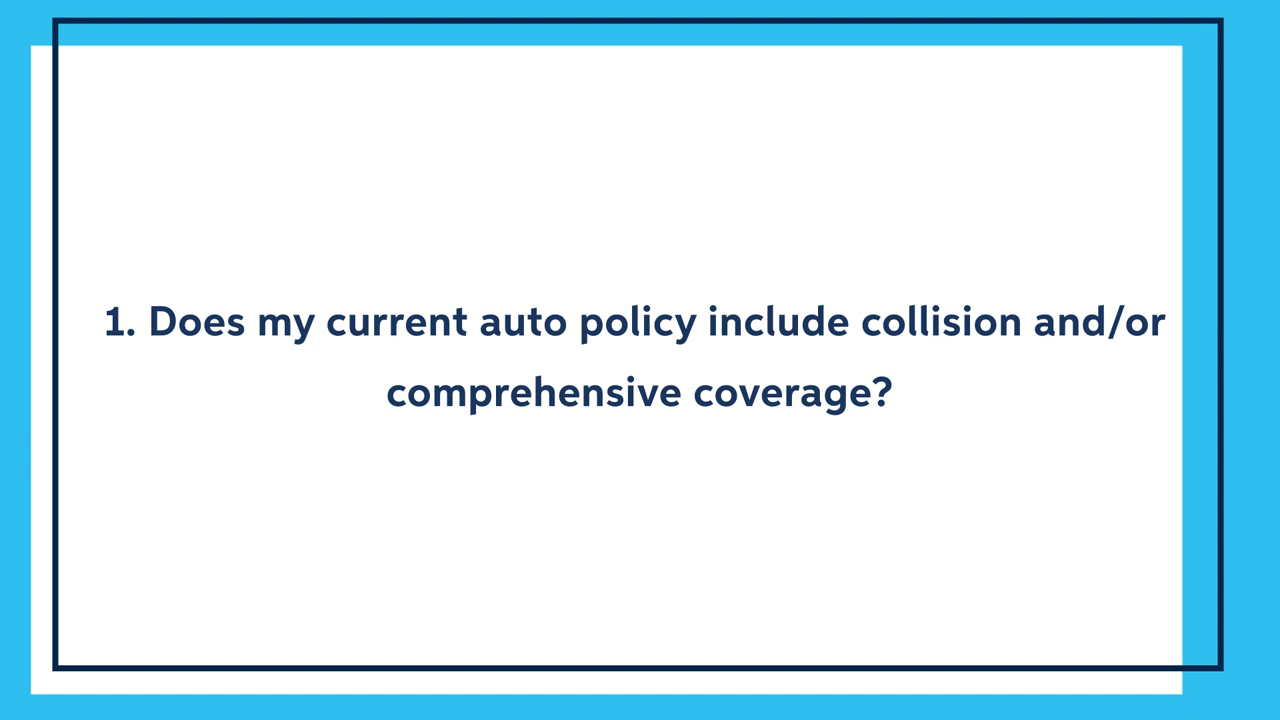 1. Does my current auto policy include collision and/or
comprehensive coverage?